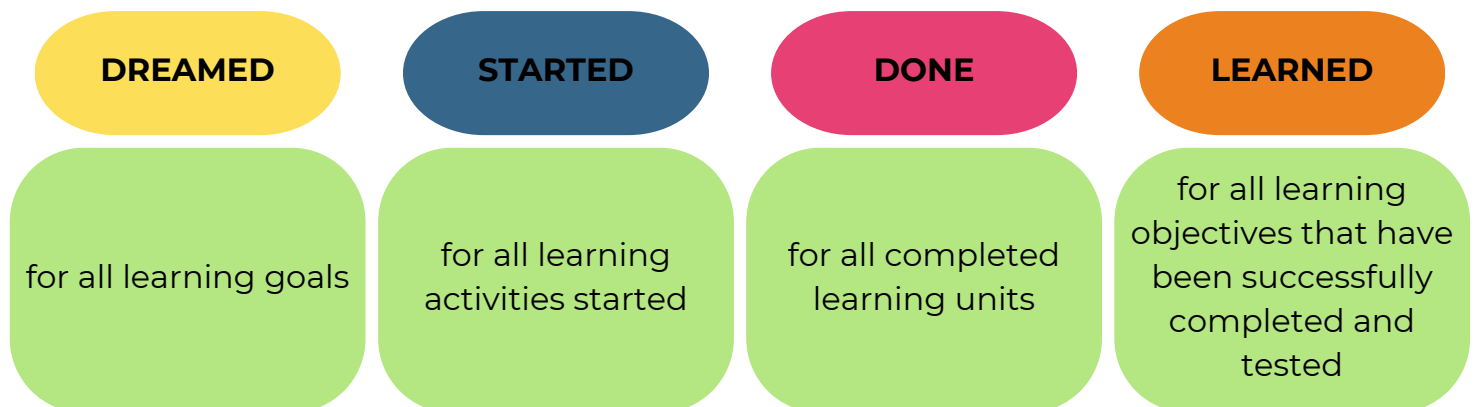 DREAMED
for all learning goals
STARTED
for all learning
activities started
DONE
for all completed
learning units
LEARNED
for all learning
objectives that have
been successfully
completed and
tested